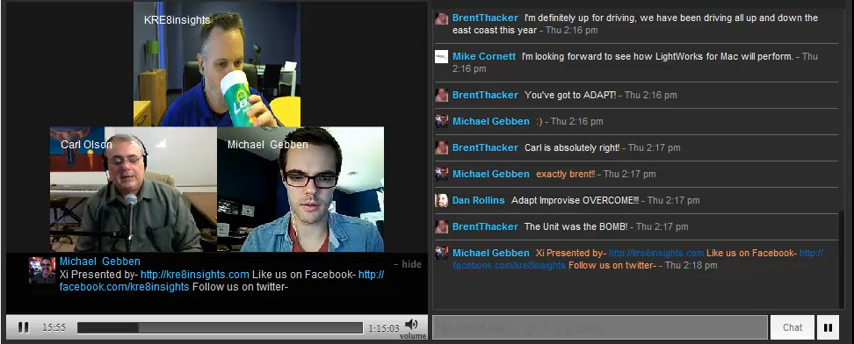 KRE8insights
Carl Olson
Michael Gebben
Michael Gebben
Xi Presented by- http://kre8insights.com Like us on Facebook- http://
facebook.com/kre8insights Follow us on twitter-
– hide
15:55
1:15:03
volume
BrentThacker I'm definitely up for driving, we have been driving all up and down the
east coast this year - Thu 2:16 pm
Mike Cornett I'm looking forward to see how LightWorks for Mac will perform. - Thu
2:16 pm
BrentThacker You've got to ADAPT! - Thu 2:16 pm
Michael Gebben :) - Thu 2:16 pm
BrentThacker Carl is absolutely right! - Thu 2:17 pm
Michael Gebben exactly brent!! - Thu 2:17 pm
Dan Rollins Adapt Improvise OVERCOME!!! - Thu 2:17 pm
BrentThacker The Unit was the BOMB! - Thu 2:17 pm
Michael Gebben Xi Presented by- http://kre8insights.com Like us on Facebook- http://
facebook.com/kre8insights Follow us on twitter- - Thu 2:18 pm
Chat